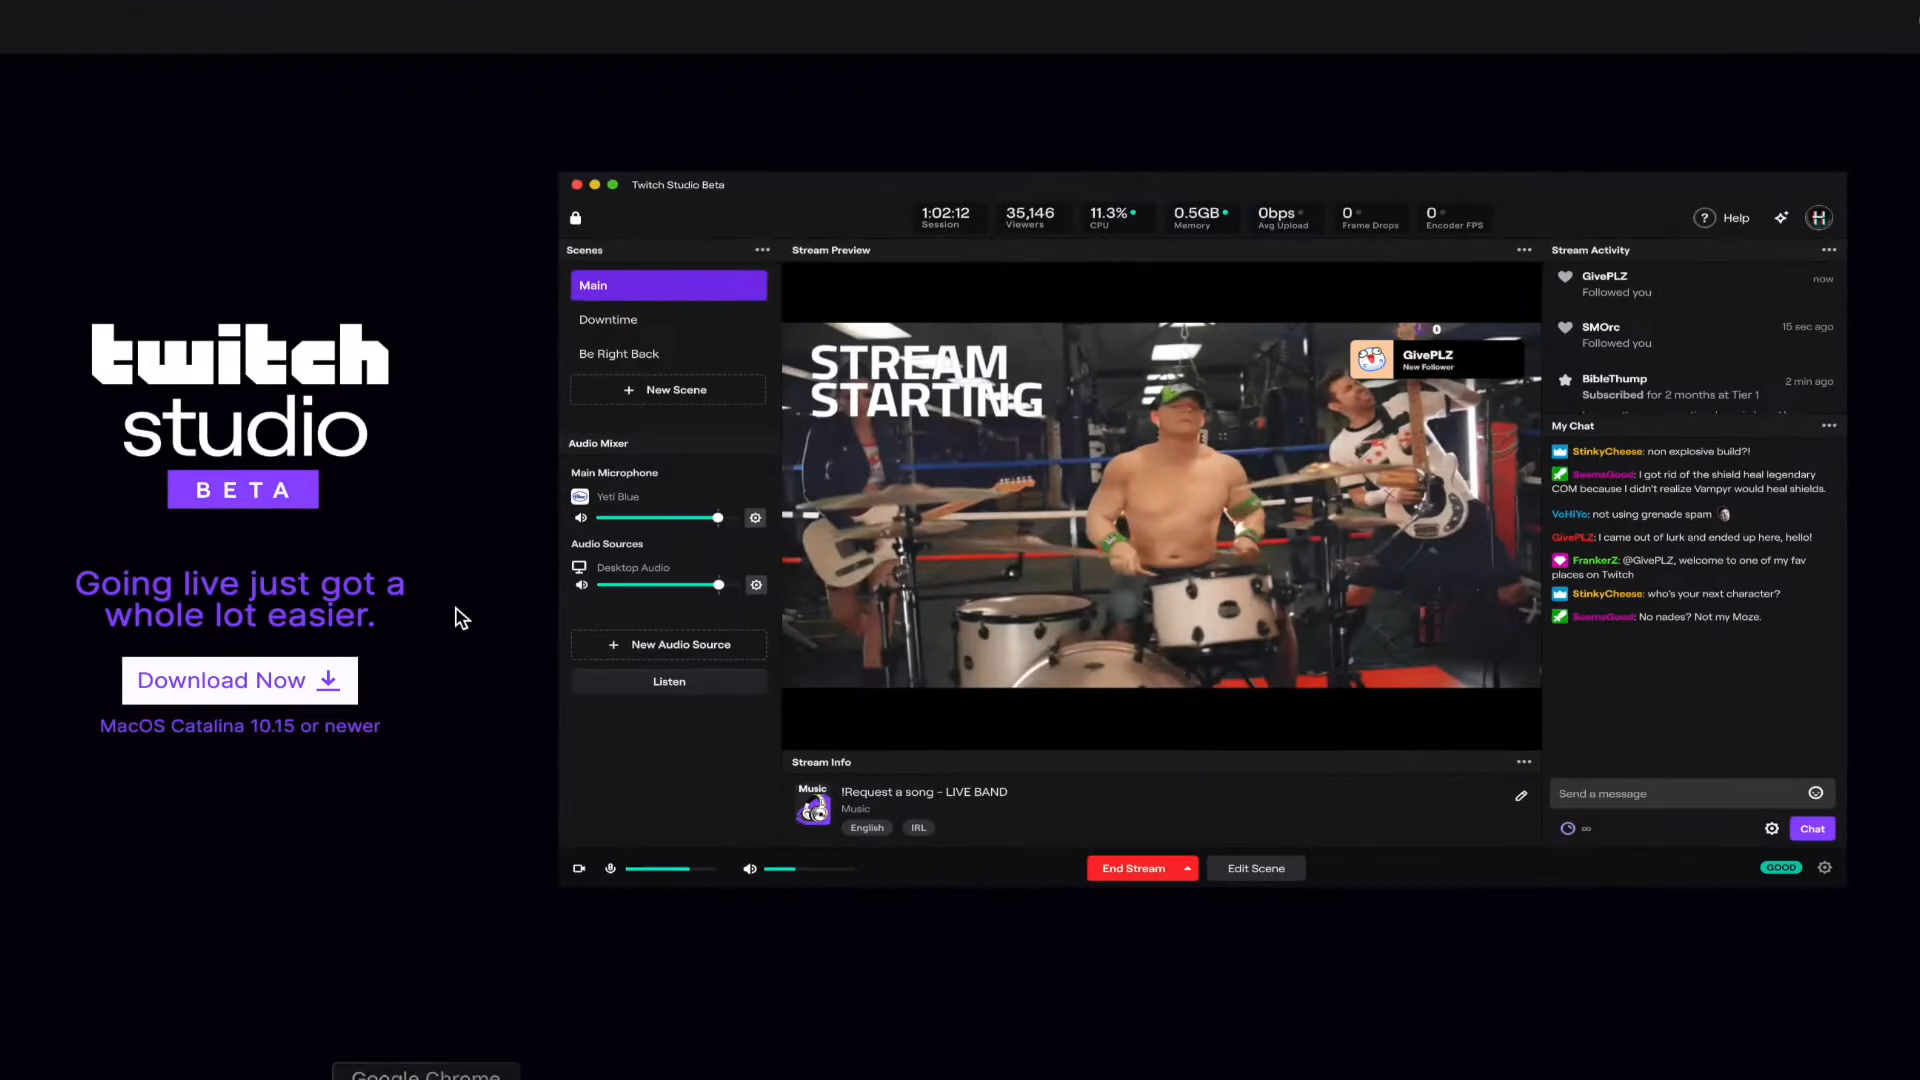 twitch
studio
BETA
Going live just got a
whole lot easier.
Download Now
MacOS Catalina 10.15 or newer
Twitch Studio Beta
1:02:12
Session
35,146
Viewers
11.3%
CPU
0.5GB
Memory
0bps
Avg Upload
0
Frame Drops
0
Encoder FPS
? Help
Scenes
Main
Downtime
Be Right Back
+ New Scene
Audio Mixer
Main Microphone
Yeti Blue
Audio Sources
Desktop Audio
+ New Audio Source
Listen
Stream Preview
STREAM
STARTING
0
GivePLZ
New Follower
Stream Info
Music
!Request a song - LIVE BAND
Music
English IRL
End Stream
Edit Scene
Stream Activity
GivePLZ now
Followed you
SMOrc 15 sec ago
Followed you
BibleThump 2 min ago
Subscribed for 2 months at Tier 1
My Chat
StinkyCheese: non explosive build?!
SeemsGood: I got rid of the shield heal legendary
COM because I didn't realize Vampyr would heal shields.
VoHiYo: not using grenade spam
GivePLZ: I came out of lurk and ended up here, hello!
FrankerZ: @GivePLZ, welcome to one of my fav
places on Twitch
StinkyCheese: who's your next character?
SeemsGood: No nades? Not my Moze.
Send a message
∞
Chat
GOOD
Google Chrome